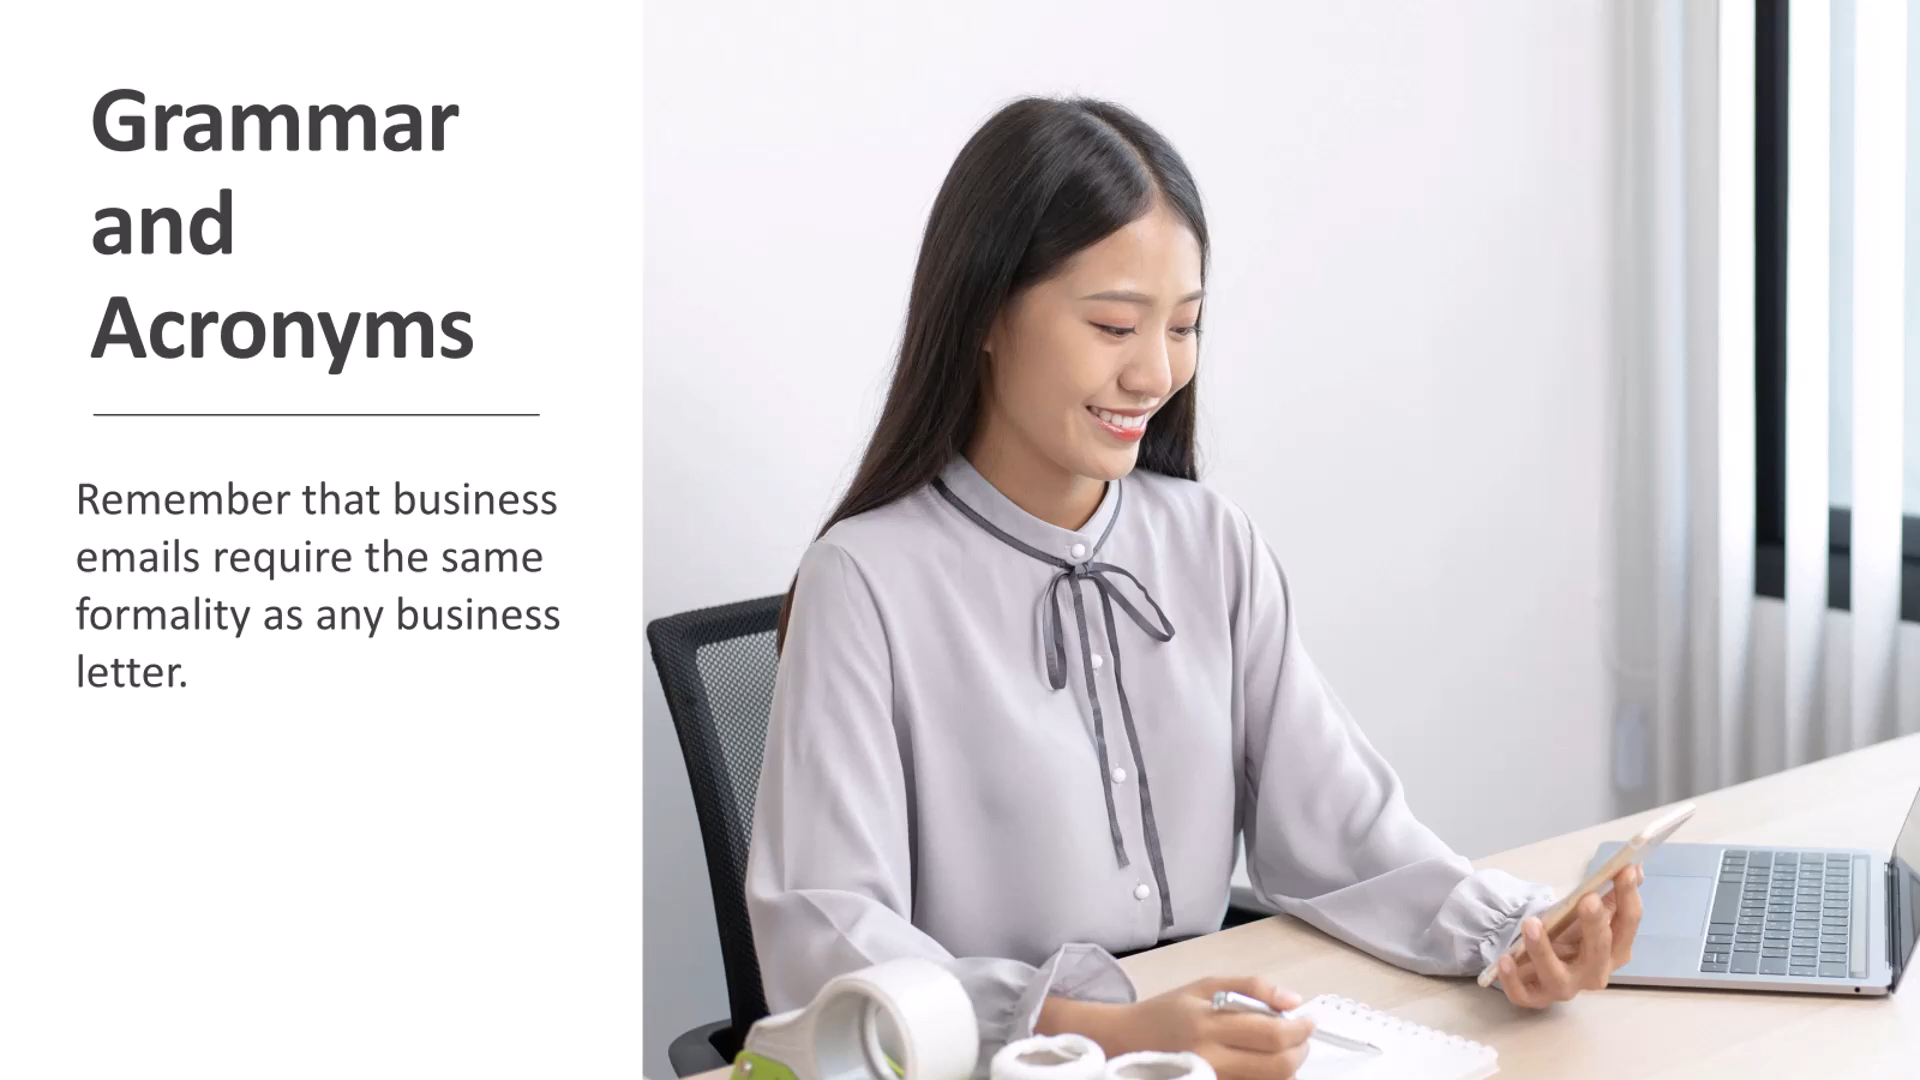 Grammar
and
Acronyms
Remember that business
emails require the same
formality as any business
letter.